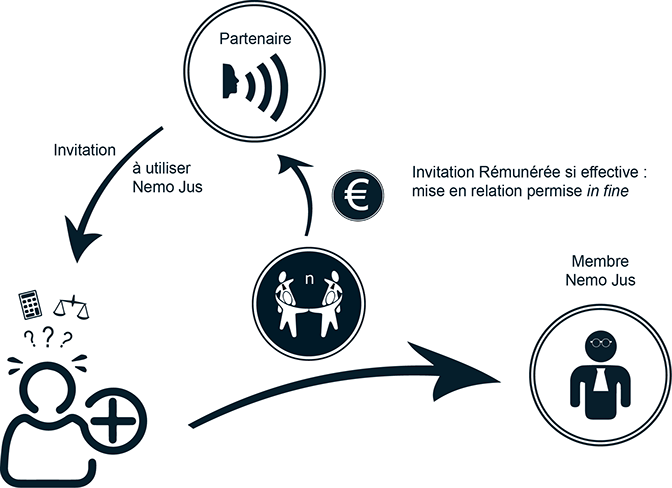 Partenaire
Invitation
à utiliser
Nemo Jus
€
Invitation Rémunérée si effective :
mise en relation permise in fine
n
Membre
Nemo Jus
? ? ?